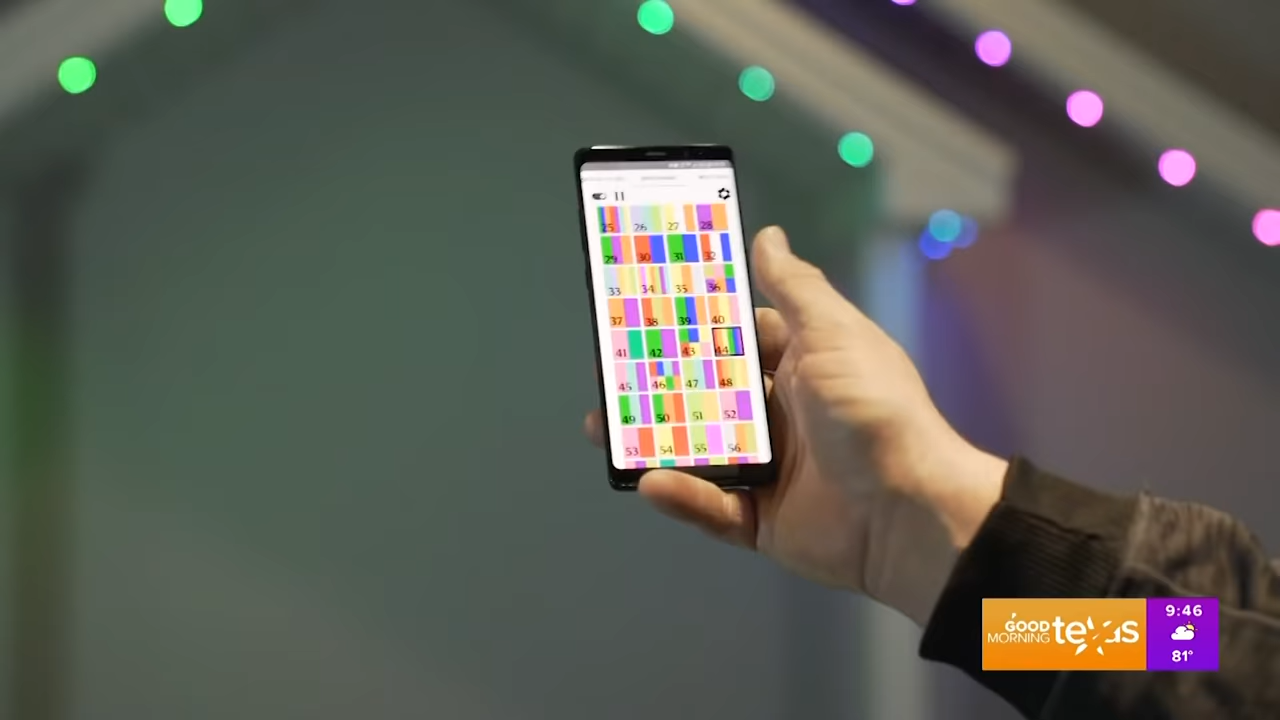 25 26 27 28
29 30 31 32
33 34 35 36
37 38 39 40
41 42 43 44
45 46 47 48
49 50 51 52
53 54 55 56
GOOD
MORNING
texas
9:46
81°